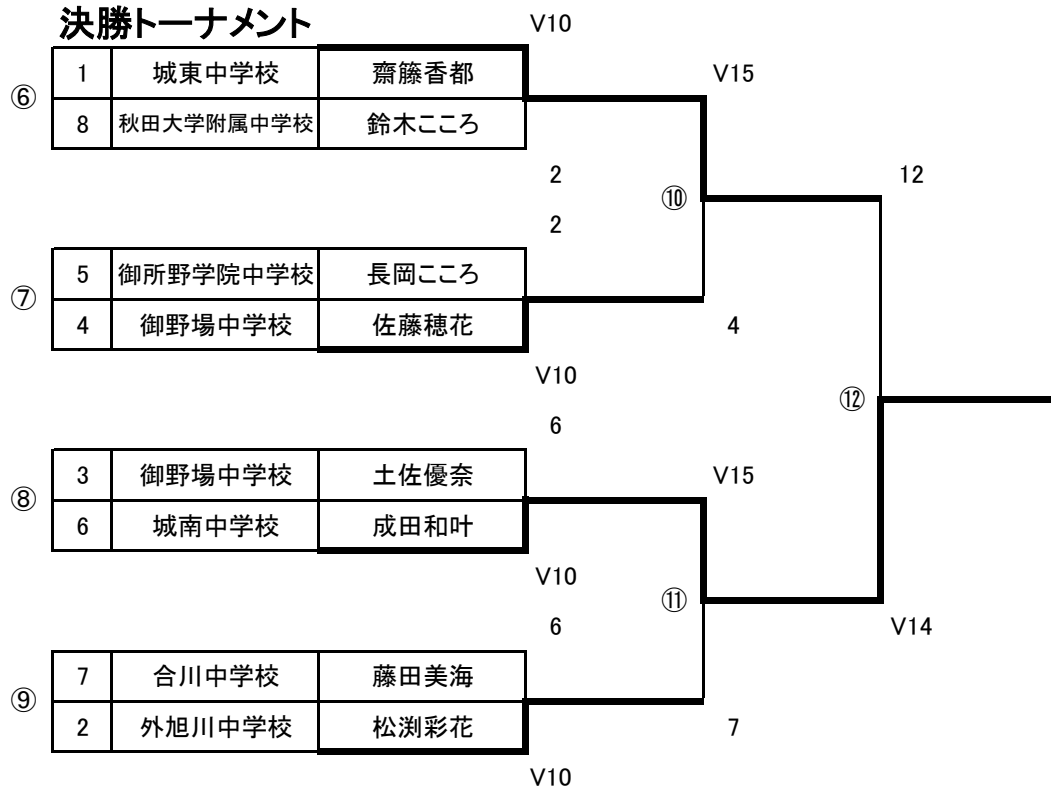 決勝トーナメント
V10
⑥
1 城東中学校 齋藤香都
8 秋田大学附属中学校 鈴木こころ
V15
2
12
⑩
2
⑦
5 御所野学院中学校 長岡こころ
4 御野場中学校 佐藤穂花
4
V10
⑫
6
⑧
3 御野場中学校 土佐優奈
6 城南中学校 成田和叶
V15
V10
⑪
6
V14
⑨
7 合川中学校 藤田美海
2 外旭川中学校 松渕彩花
7
V10